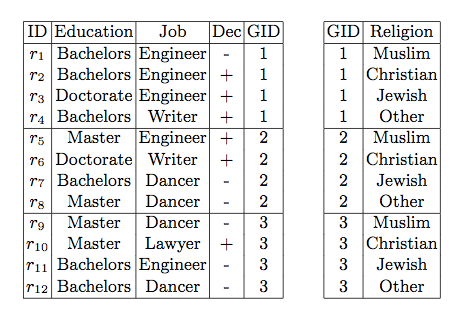 ID Education Job Dec GID GID Religion
r1 Bachelors Engineer - 1 1 Muslim
r2 Bachelors Engineer + 1 1 Christian
r3 Doctorate Engineer + 1 1 Jewish
r4 Bachelors Writer + 1 1 Other
r5 Master Engineer + 2 2 Muslim
r6 Doctorate Writer + 2 2 Christian
r7 Bachelors Dancer - 2 2 Jewish
r8 Master Dancer - 2 2 Other
r9 Master Dancer - 3 3 Muslim
r10 Master Lawyer + 3 3 Christian
r11 Bachelors Engineer - 3 3 Jewish
r12 Bachelors Dancer - 3 3 Other